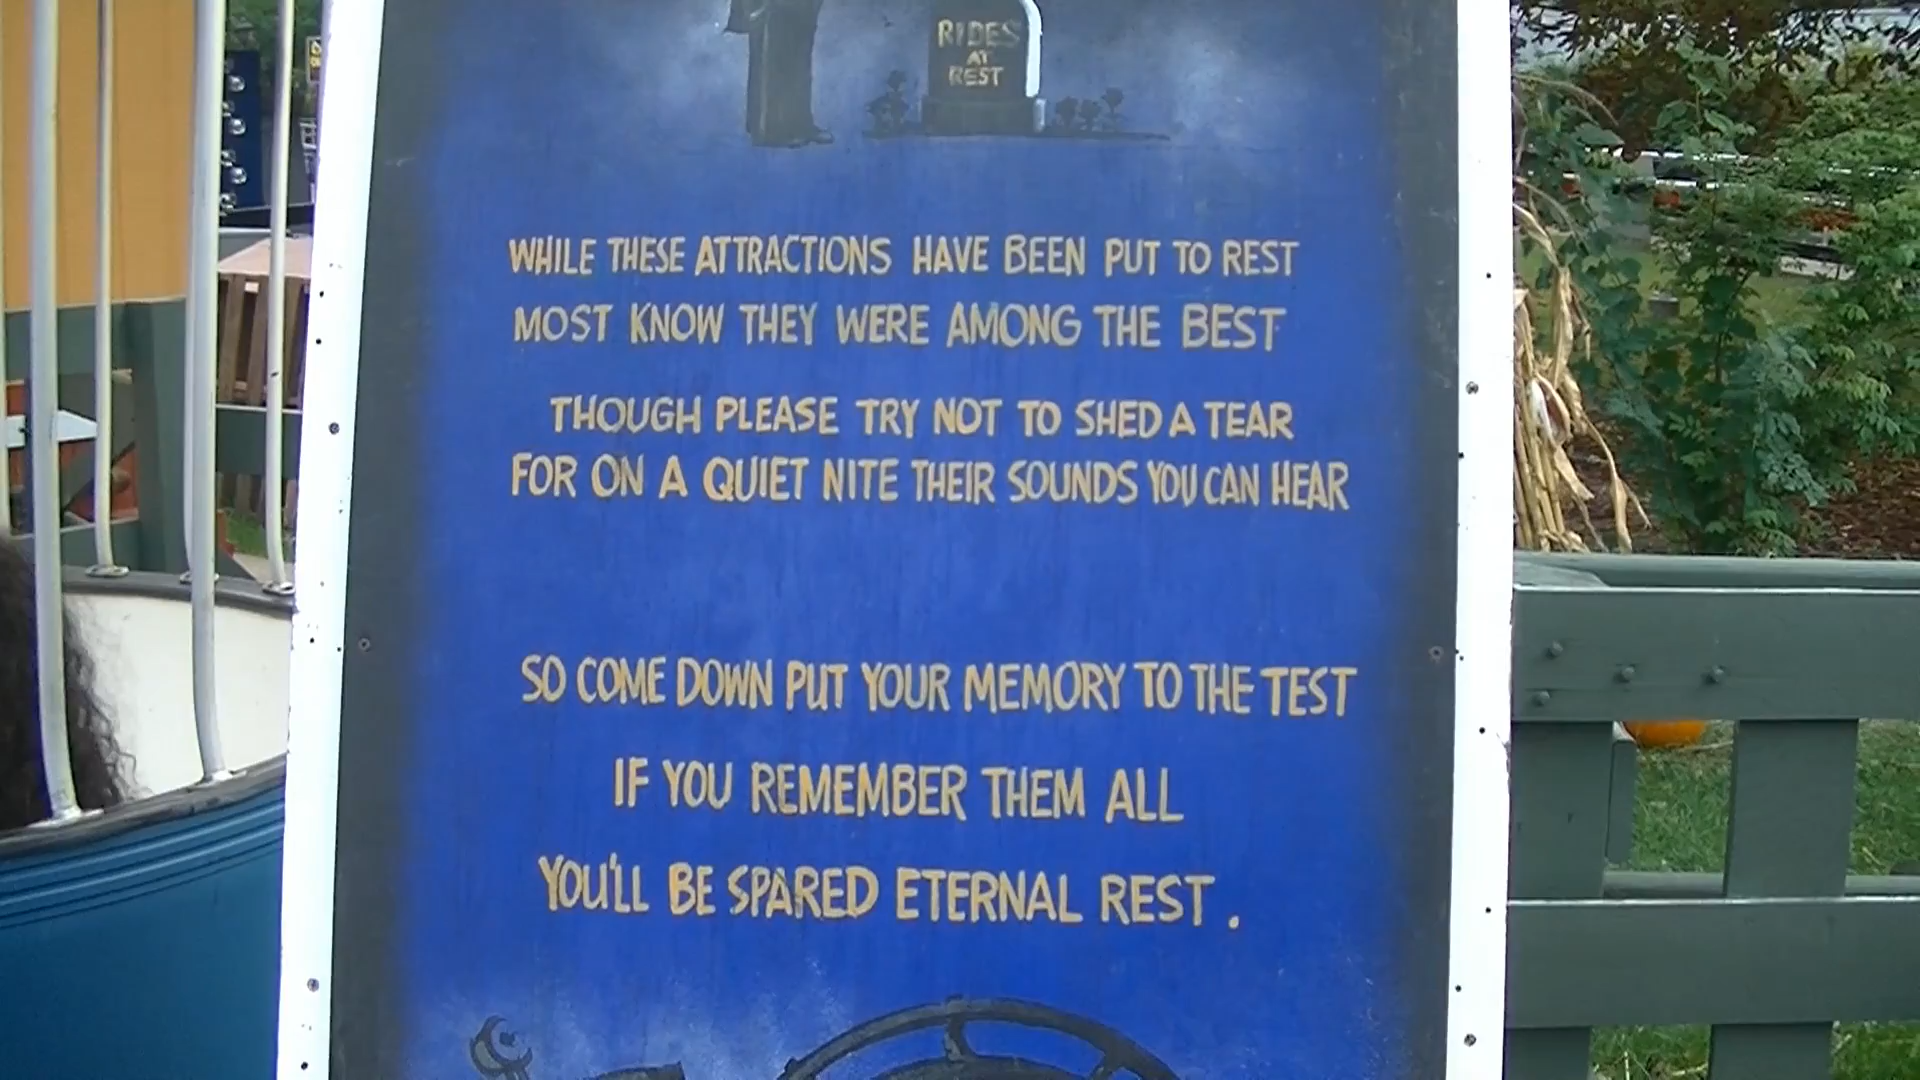 RIDES
AT
REST
WHILE THESE ATTRACTIONS HAVE BEEN PUT TO REST
MOST KNOW THEY WERE AMONG THE BEST
THOUGH PLEASE TRY NOT TO SHED A TEAR
FOR ON A QUIET NITE THEIR SOUNDS YOU CAN HEAR
SO COME DOWN PUT YOUR MEMORY TO THE TEST
IF YOU REMEMBER THEM ALL
YOU'LL BE SPARED ETERNAL REST.